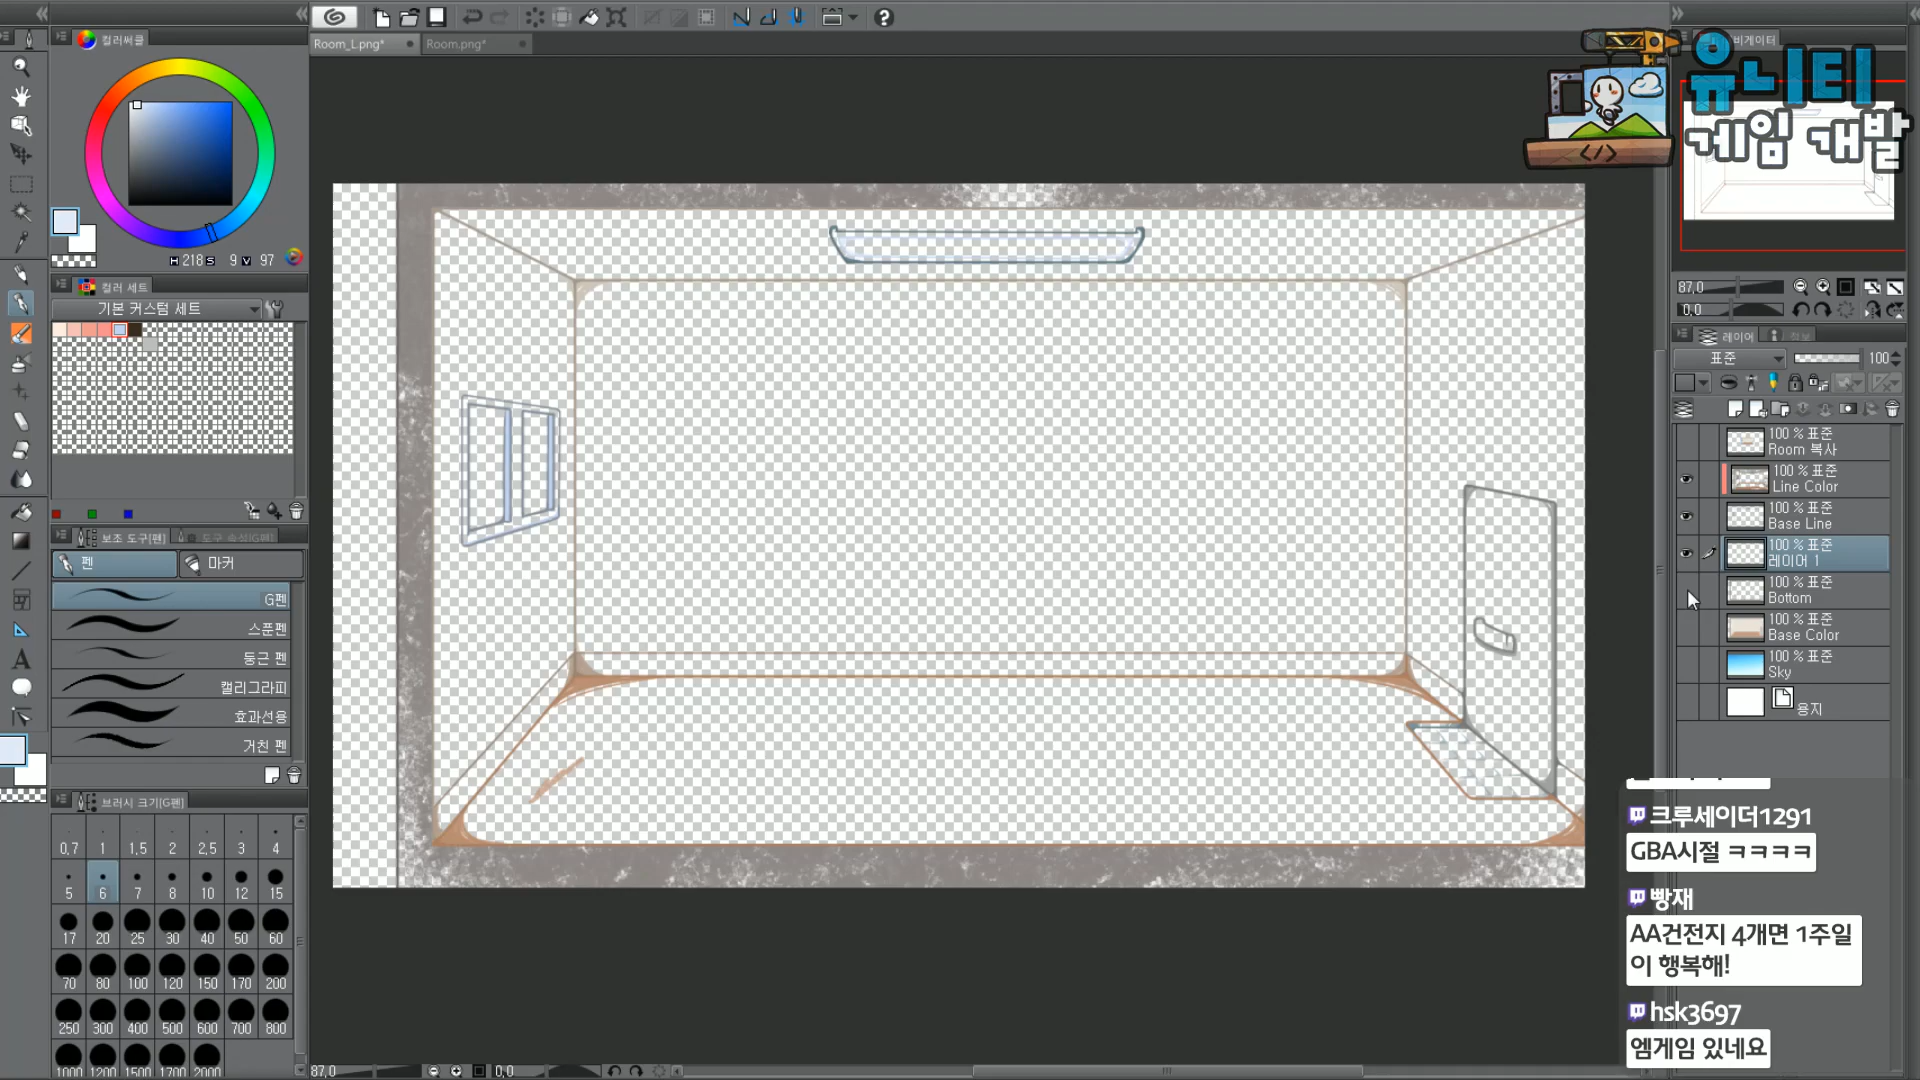 컬러써클
H 218 S 9 V 97
컬러 세트
기본 커스텀 세트
보조 도구[펜]
도구 속성[G펜]
펜
마커
G펜
스푼펜
둥근 펜
캘리그라피
효과선용
거친 펜
브러시 크기[G펜]
0.7 1 1.5 2 2.5 3 4
5 6 7 8 10 12 15
17 20 25 30 40 50 60
70 80 100 120 150 170 200
250 300 400 500 600 700 800
1000 1200 1500 1700 2000
Room_L.png*
Room.png*
87.0
0.0
비게이터
유니티
게임 개발
</>
87.0
0.0
레이어
표준
100
100 % 표준
Room 복사
100 % 표준
Line Color
100 % 표준
Base Line
100 % 표준
레이어 1
100 % 표준
Bottom
100 % 표준
Base Color
100 % 표준
Sky
용지
크루세이더1291
GBA시절 ㅋㅋㅋㅋ
빵재
AA건전지 4개면 1주일
이 행복해!
hsk3697
엠게임 있네요